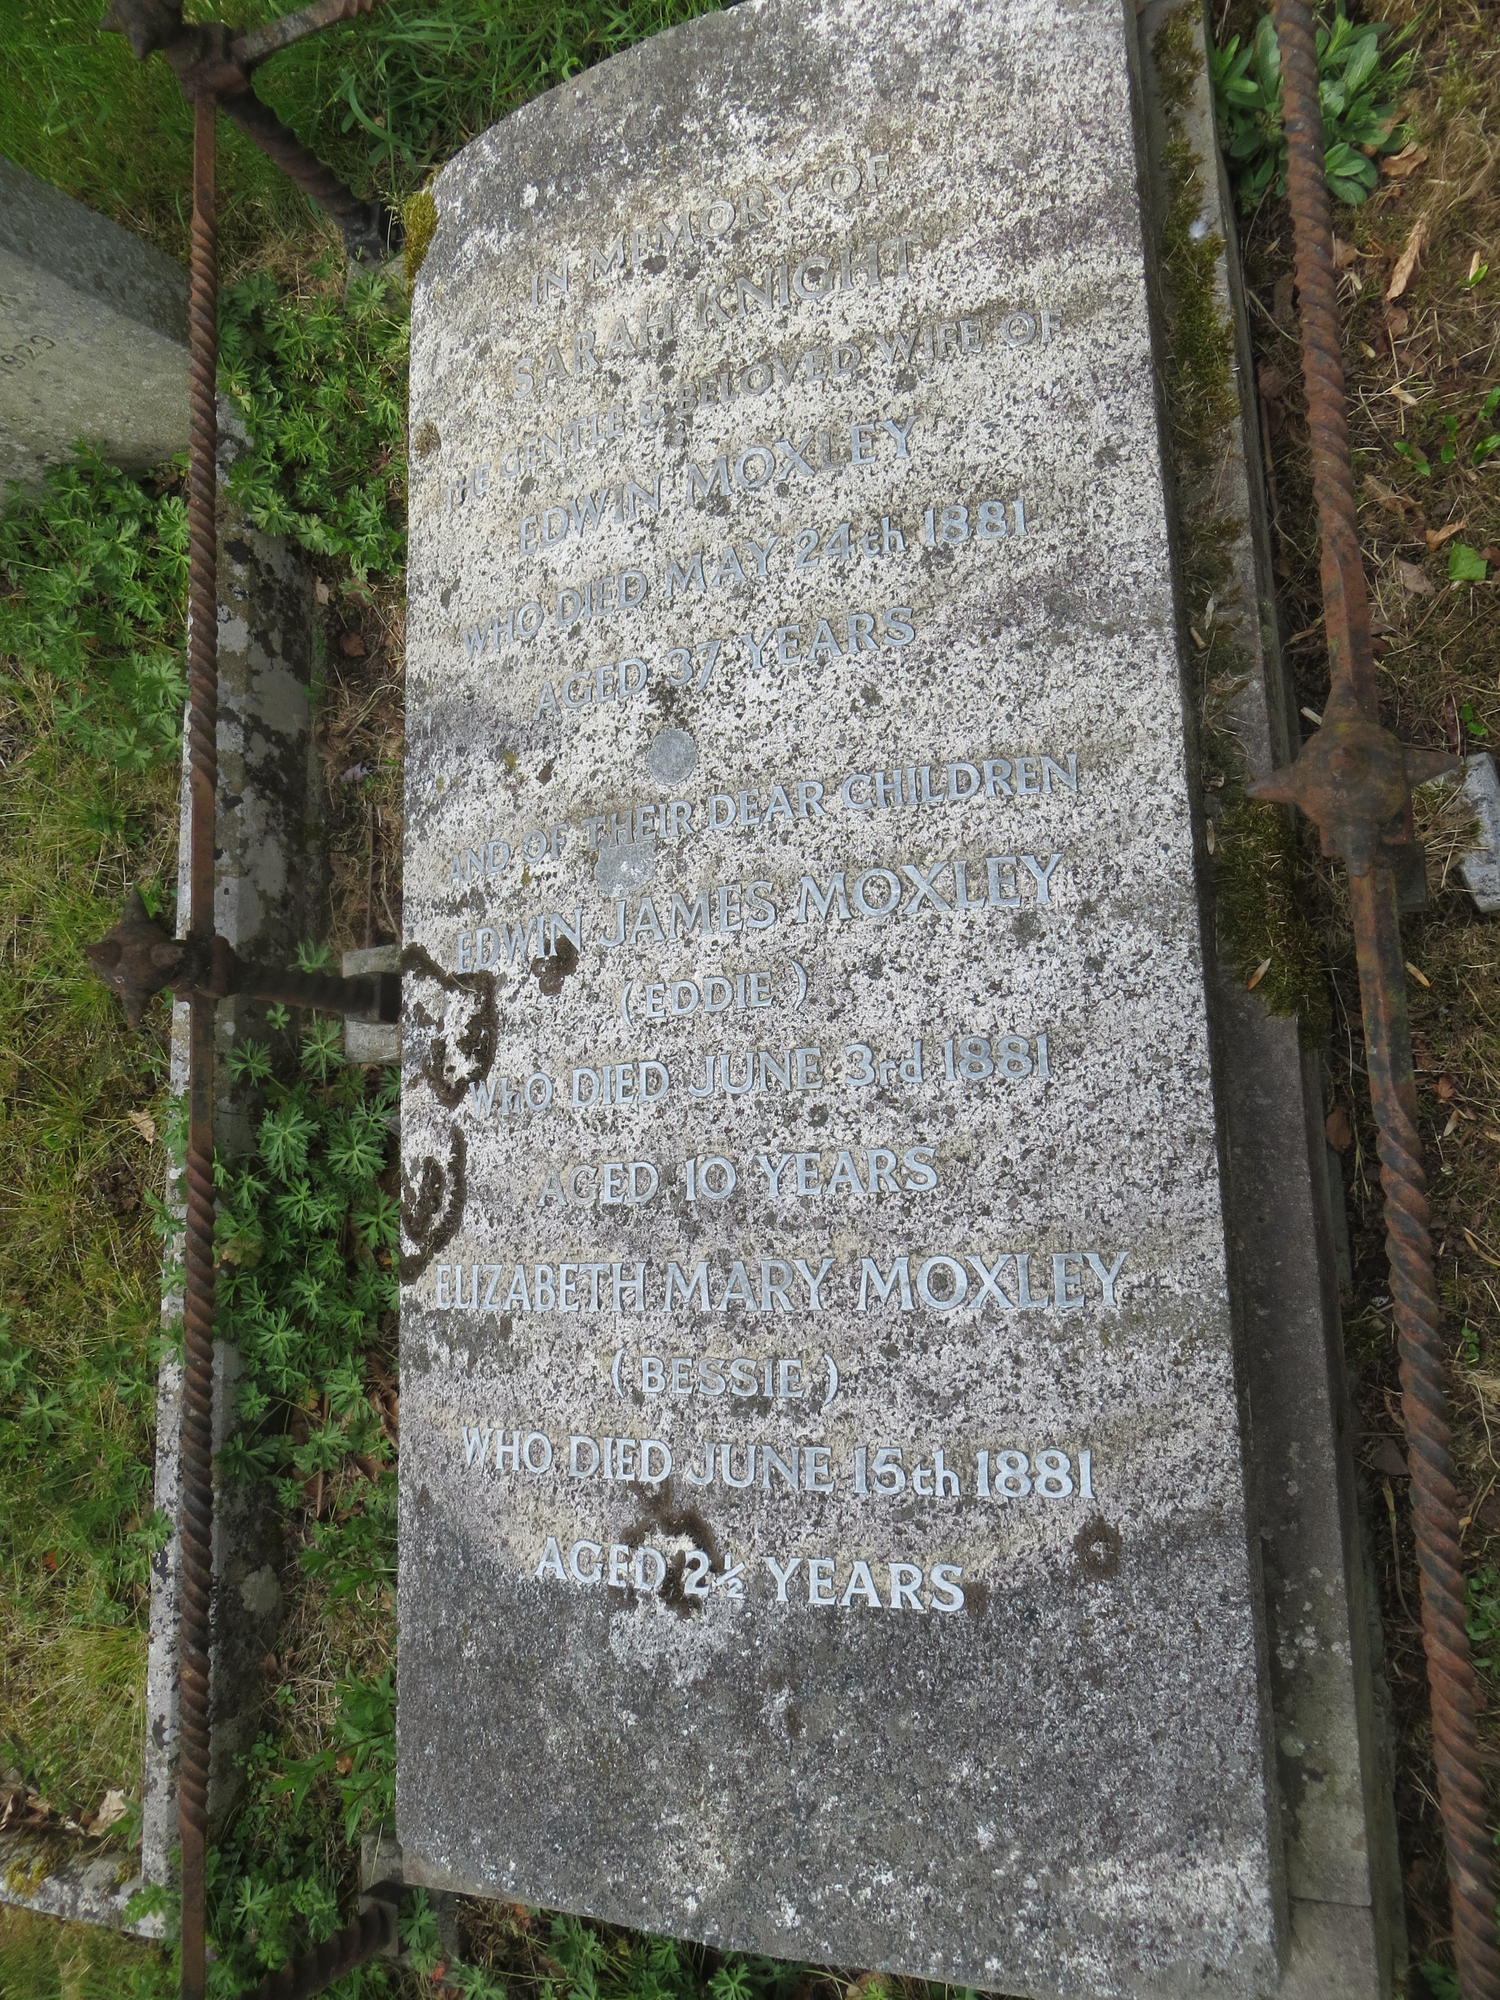 IN MEMORY OF
SARAH KNIGHT
THE GENTLE & BELOVED WIFE OF
EDWIN MOXLEY
WHO DIED MAY 24th 1881
AGED 37 YEARS
AND OF THEIR DEAR CHILDREN
EDWIN JAMES MOXLEY
(EDDIE)
WHO DIED JUNE 3rd 1881
AGED 10 YEARS
ELIZABETH MARY MOXLEY
(BESSIE)
WHO DIED JUNE 15th 1881
AGED 2½ YEARS
1929